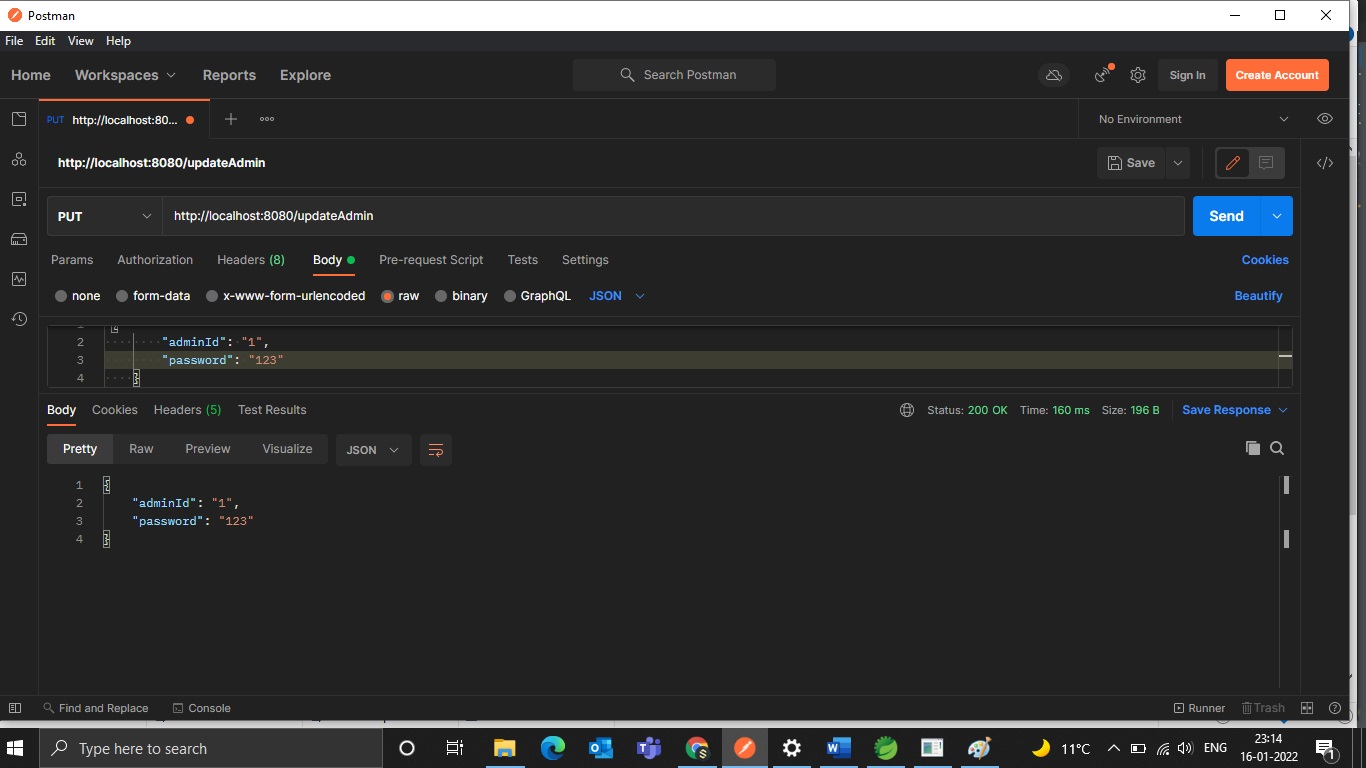 Postman
File Edit View Help
Home Workspaces Reports Explore Search Postman Sign In Create Account
PUT http://localhost:80... No Environment
http://localhost:8080/updateAdmin Save
PUT http://localhost:8080/updateAdmin Send
Params Authorization Headers (8) Body Pre-request Script Tests Settings Cookies
none form-data x-www-form-urlencoded raw binary GraphQL JSON Beautify
2 "adminId": "1",
3 "password": "123"
4 }
Body Cookies Headers (5) Test Results Status: 200 OK Time: 160 ms Size: 196 B Save Response
Pretty Raw Preview Visualize JSON
1 {
2 "adminId": "1",
3 "password": "123"
4 }
Find and Replace Console Runner Trash
Type here to search 11°C ENG 23:14
16-01-2022 1